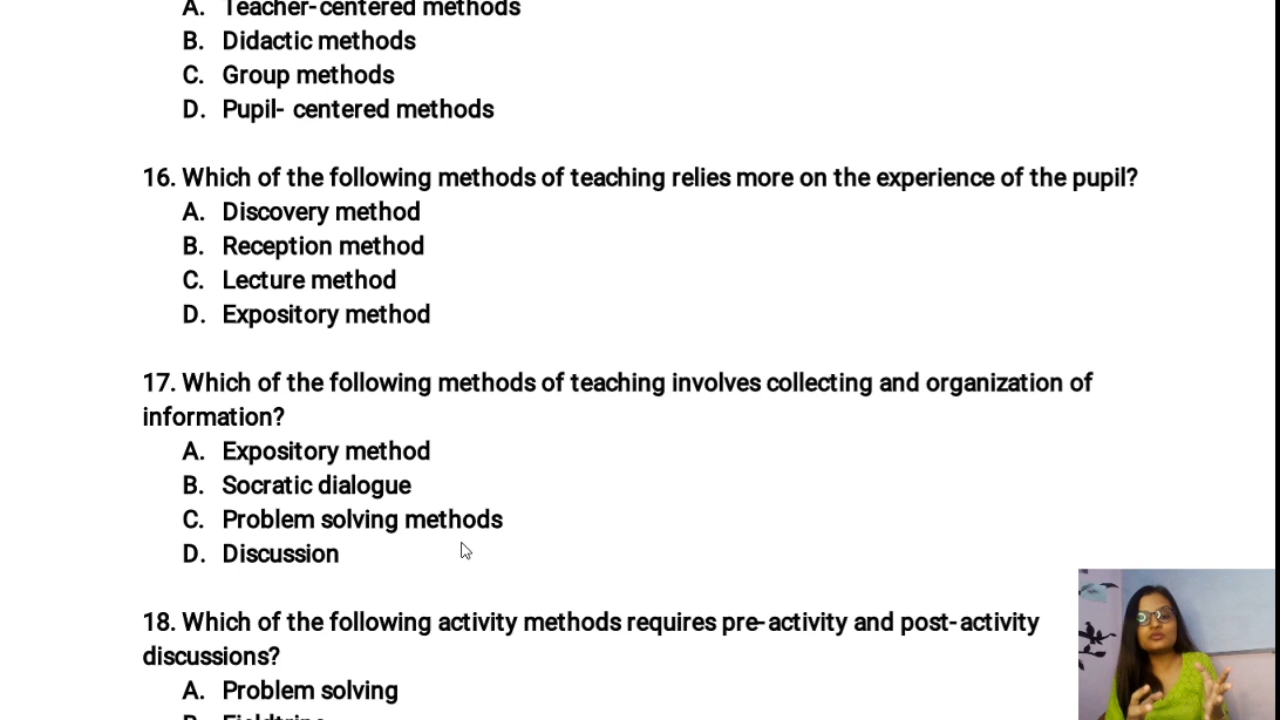 A. Teacher-centered methods
B. Didactic methods
C. Group methods
D. Pupil- centered methods
16. Which of the following methods of teaching relies more on the experience of the pupil?
A. Discovery method
B. Reception method
C. Lecture method
D. Expository method
17. Which of the following methods of teaching involves collecting and organization of
information?
A. Expository method
B. Socratic dialogue
C. Problem solving methods
D. Discussion
18. Which of the following activity methods requires pre-activity and post-activity
discussions?
A. Problem solving
B. Fieldtrips